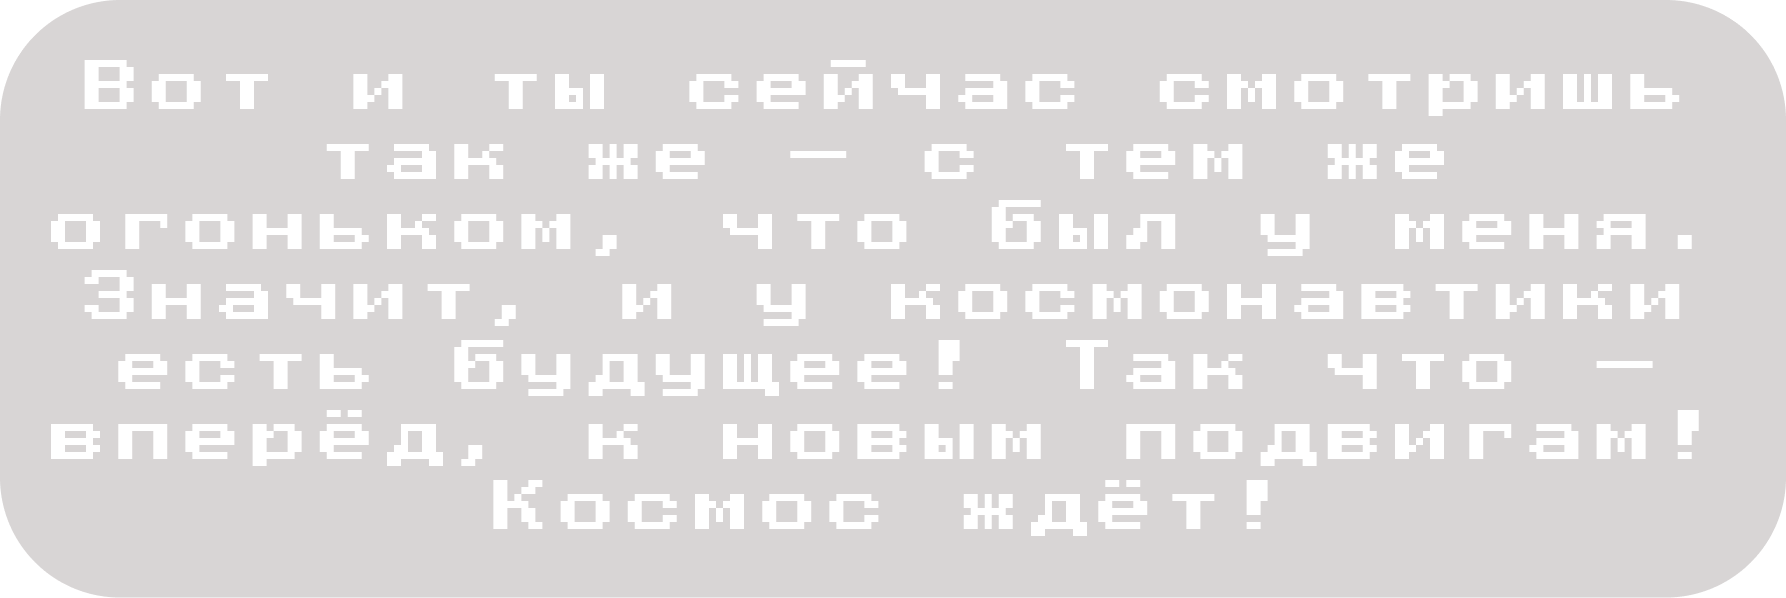 Вот и ты сейчас смотришь
так же — с тем же
огоньком, что был у меня.
Значит, и у космонавтики
есть будущее! Так что —
вперёд, к новым подвигам!
Космос ждёт!